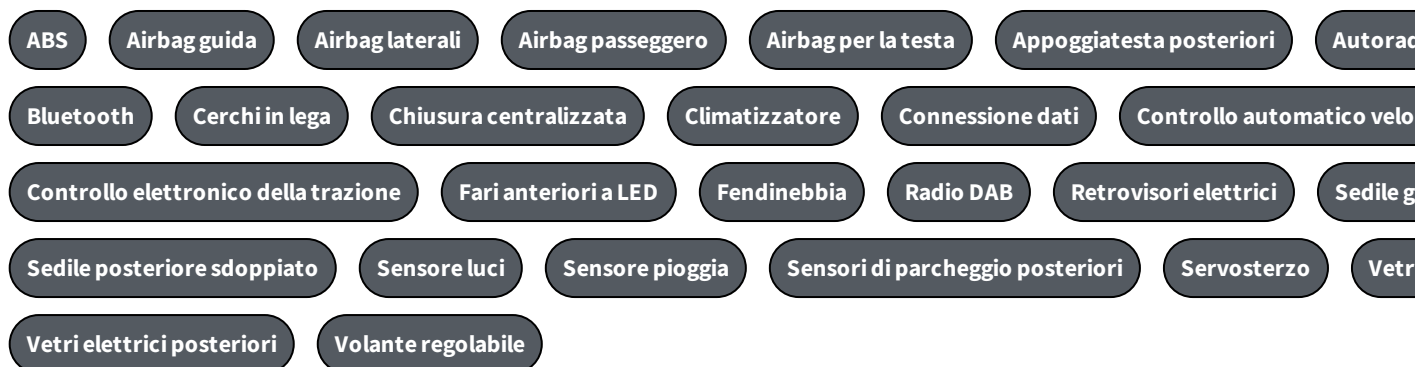 ABS Airbag guida Airbag laterali Airbag passeggero Airbag per la testa Appoggiatesta posteriori
Bluetooth Cerchi in lega Chiusura centralizzata Climatizzatore Connessione dati Controllo automatico
Controllo elettronico della trazione Fari anteriori a LED Fendinebbia Radio DAB Retrovisori elettrici Sedile
Sedile posteriore sdoppiato Sensore luci Sensore pioggia Sensori di parcheggio posteriori Servosterzo
Vetri elettrici posteriori Volante regolabile